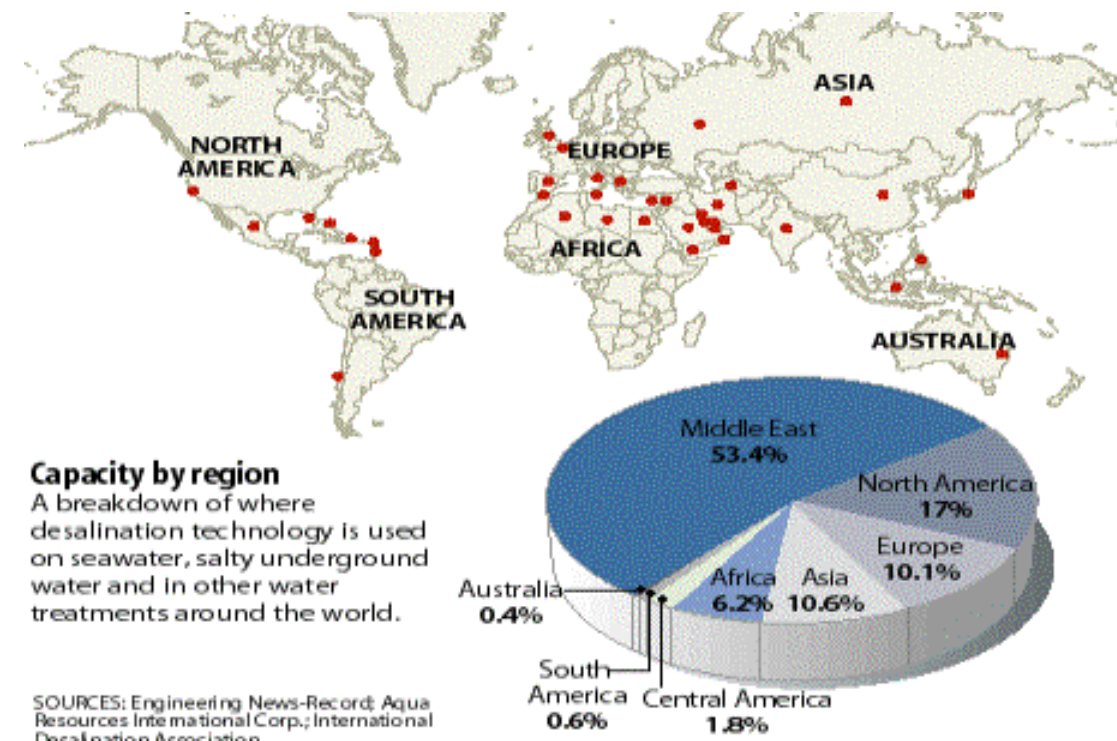 ASIA
NORTH
AMERICA
EUROPE
AFRICA
SOUTH
AMERICA
AUSTRALIA
Capacity by region
A breakdown of where
desalination technology is used
on seawater, salty underground
water and in other water
treatments around the world.
Middle East
53.4%
North America
17%
Europe
10.1%
Asia
10.6%
Africa
6.2%
Australia
0.4%
South
America
0.6%
Central America
1.8%
SOURCES: Engineering News-Record; Aqua
Resources International Corp.; International
Desalination Association